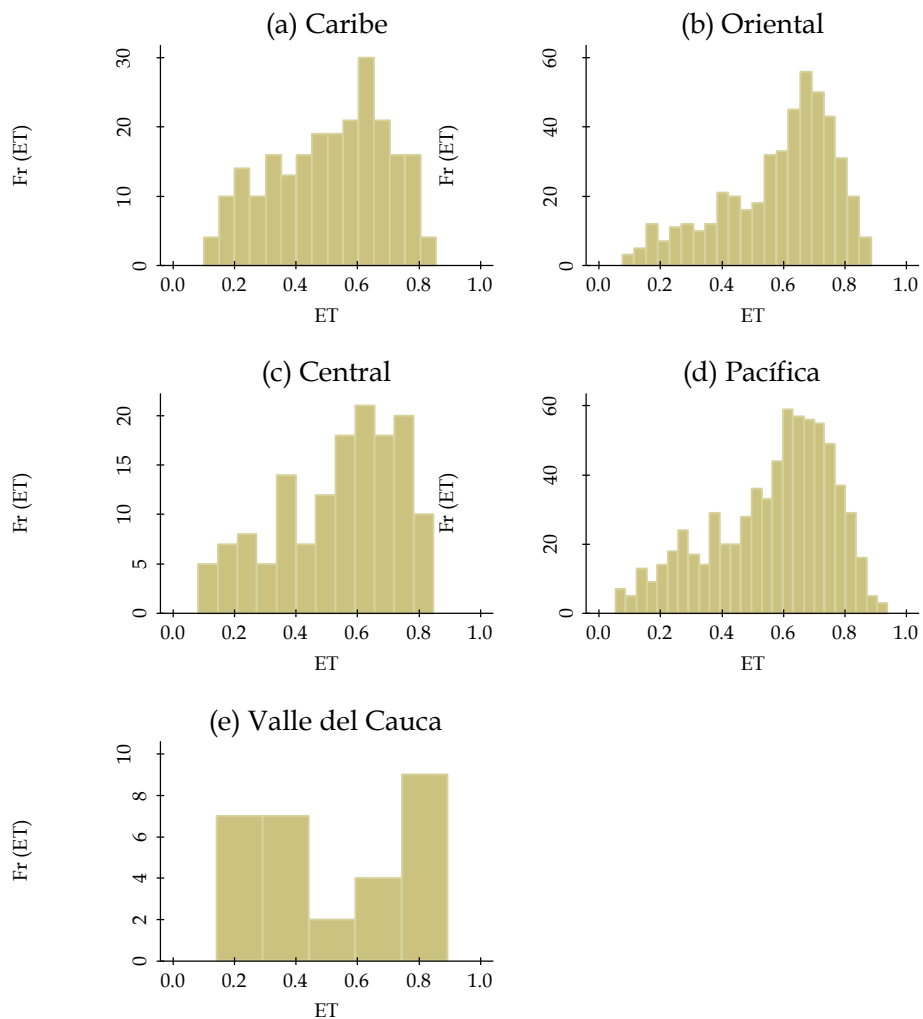 (a) Caribe
Fr (ET)
30
20
10
0
0.0 0.2 0.4 0.6 0.8 1.0
ET
(b) Oriental
Fr (ET)
60
40
20
0
0.0 0.2 0.4 0.6 0.8 1.0
ET
(c) Central
Fr (ET)
20
15
10
5
0
0.0 0.2 0.4 0.6 0.8 1.0
ET
(d) Pacífica
Fr (ET)
60
40
20
0
0.0 0.2 0.4 0.6 0.8 1.0
ET
(e) Valle del Cauca
Fr (ET)
10
8
6
4
2
0
0.0 0.2 0.4 0.6 0.8 1.0
ET